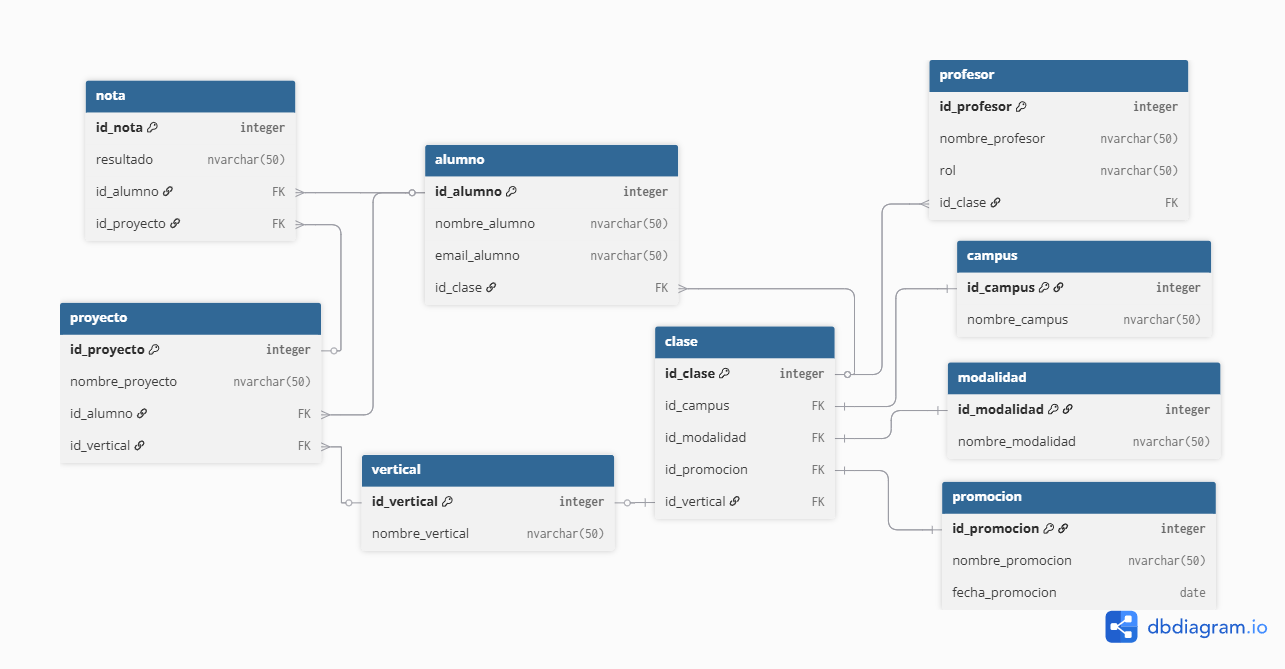 nota
id_nota integer
resultado nvarchar(50)
id_alumno FK
id_proyecto FK
proyecto
id_proyecto integer
nombre_proyecto nvarchar(50)
id_alumno FK
id_vertical FK
alumno
id_alumno integer
nombre_alumno nvarchar(50)
email_alumno nvarchar(50)
id_clase FK
vertical
id_vertical integer
nombre_vertical nvarchar(50)
clase
id_clase integer
id_campus FK
id_modalidad FK
id_promocion FK
id_vertical FK
profesor
id_profesor integer
nombre_profesor nvarchar(50)
rol nvarchar(50)
id_clase FK
campus
id_campus integer
nombre_campus nvarchar(50)
modalidad
id_modalidad integer
nombre_modalidad nvarchar(50)
promocion
id_promocion integer
nombre_promocion nvarchar(50)
fecha_promocion date
dbdiagram.io